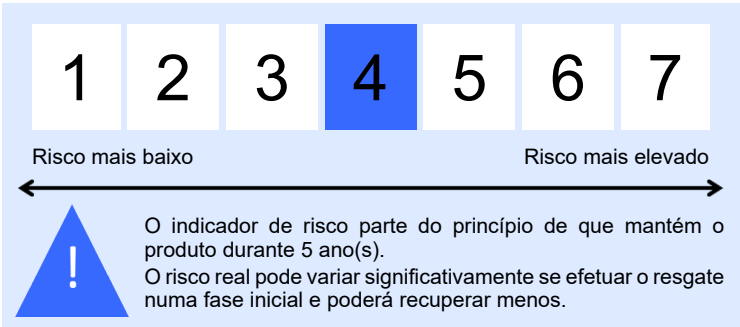 1 2 3 4 5 6 7
Risco mais baixo Risco mais elevado
O indicador de risco parte do princípio de que mantém o
produto durante 5 ano(s).
O risco real pode variar significativamente se efetuar o resgate
numa fase inicial e poderá recuperar menos.
!